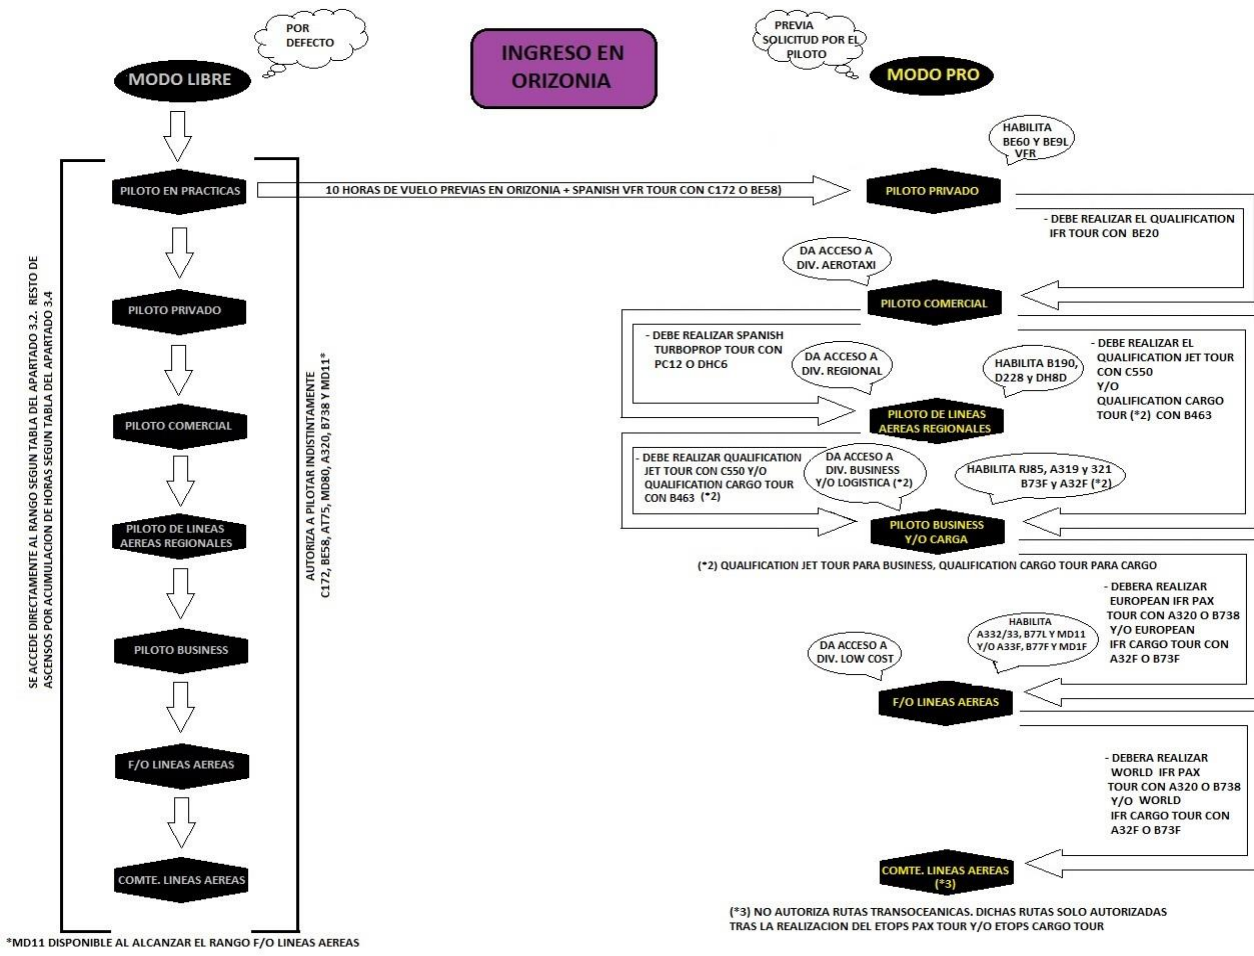 POR
DEFECTO
MODO LIBRE
INGRESO EN
ORIZONIA
PREVIA
SOLICITUD POR EL
PILOTO
MODO PRO
HABILITA
BE60 Y BE9L
VFR
PILOTO EN PRACTICAS
10 HORAS DE VUELO PREVIAS EN ORIZONIA + SPANISH VFR TOUR CON C172 O BE58)
PILOTO PRIVADO
- DEBE REALIZAR EL QUALIFICATION
IFR TOUR CON BE20
DA ACCESO A
DIV. AEROTAXI
PILOTO COMERCIAL
PILOTO PRIVADO
- DEBE REALIZAR SPANISH
TURBOPROP TOUR CON
PC12 O DHC6
DA ACCESO A
DIV. REGIONAL
HABILITA B190,
D228 y DH8D
- DEBE REALIZAR EL
QUALIFICATION JET TOUR
CON C550
Y/O
QUALIFICATION CARGO
TOUR (*2) CON B463
PILOTO COMERCIAL
PILOTO DE LINEAS
AEREAS REGIONALES
- DEBE REALIZAR QUALIFICATION
JET TOUR CON C550 Y/O
QUALIFICATION CARGO TOUR
CON B463 (*2)
DA ACCESO A
DIV. BUSINESS
Y/O LOGISTICA (*2)
HABILITA RJ85, A319 y 321
B73F y A32F (*2)
PILOTO DE LINEAS
AEREAS REGIONALES
PILOTO BUSINESS
Y/O CARGA
(*2) QUALIFICATION JET TOUR PARA BUSINESS, QUALIFICATION CARGO TOUR PARA CARGO
SE ACCEDE DIRECTAMENTE AL RANGO SEGUN TABLA DEL APARTADO 3.2. RESTO DE
ASCENSOS POR ACUMULACION DE HORAS SEGUN TABLA DEL APARTADO 3.4
AUTORIZA A PILOTAR INDISTINTAMENTE
C172, BE58, AT75, MD80, A320, B738 Y MD11*
- DEBERA REALIZAR
EUROPEAN IFR PAX
TOUR CON A320 O B738
Y/O EUROPEAN
IFR CARGO TOUR CON
A32F O B73F
PILOTO BUSINESS
DA ACCESO A
DIV. LOW COST
HABILITA
A332/33, B77L Y MD11
Y/O A33F, B77F Y MD1F
F/O LINEAS AEREAS
F/O LINEAS AEREAS
- DEBERA REALIZAR
WORLD IFR PAX
TOUR CON A320 O B738
Y/O WORLD
IFR CARGO TOUR CON
A32F O B73F
COMTE. LINEAS AEREAS
COMTE. LINEAS AEREAS
(*3)
(*3) NO AUTORIZA RUTAS TRANSOCEANICAS. DICHAS RUTAS SOLO AUTORIZADAS
TRAS LA REALIZACION DEL ETOPS PAX TOUR Y/O ETOPS CARGO TOUR
*MD11 DISPONIBLE AL ALCANZAR EL RANGO F/O LINEAS AEREAS